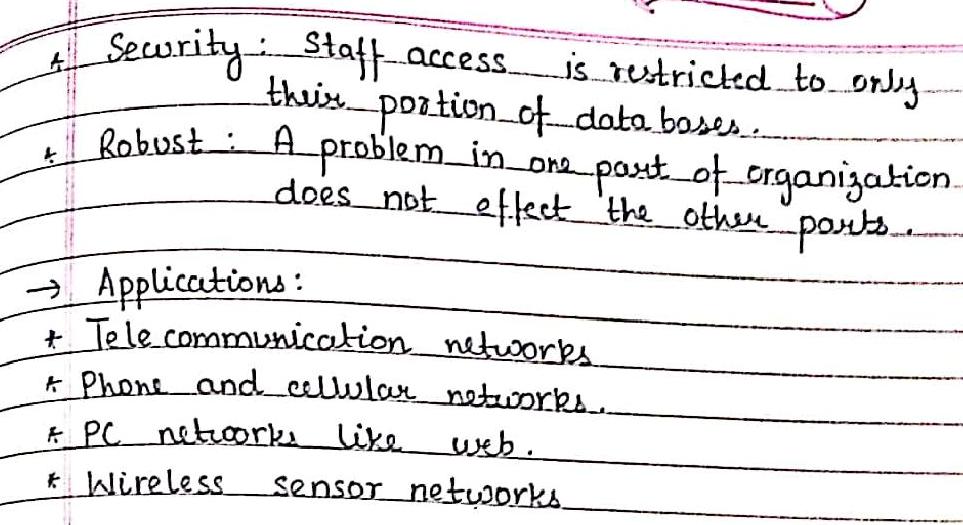 * Security : Staff access is restricted to only
their portion of data bases.
* Robust : A problem in one part of organization
does not effect the other parts.
→ Applications :
* Tele communication networks
* Phone and cellular networks.
* PC networks like web.
* Wireless sensor networks